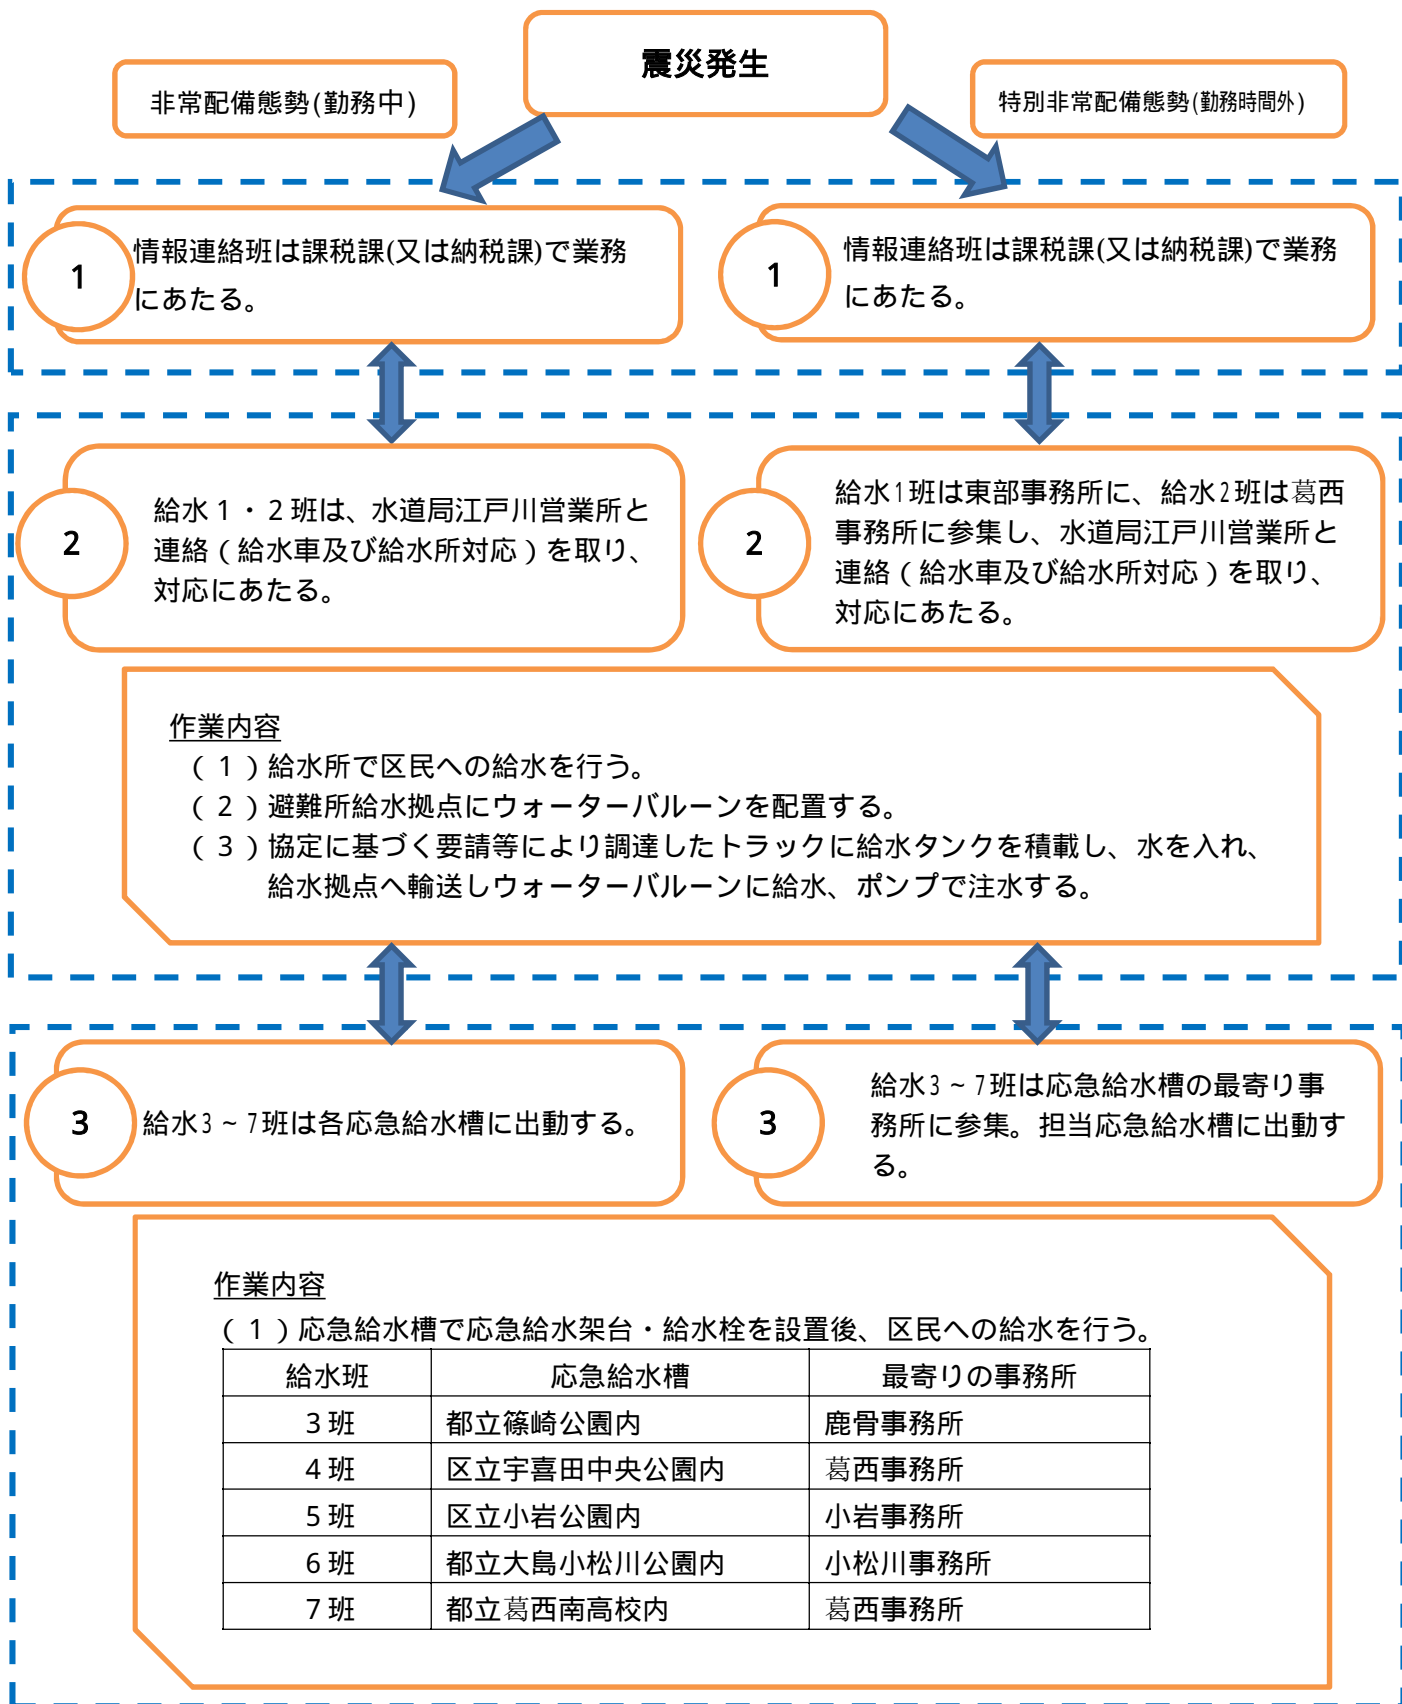 震災発生
非常配備態勢(勤務中)
特別非常配備態勢(勤務時間外)
1
情報連絡班は課税課(又は納税課)で業務
にあたる。
1
情報連絡班は課税課(又は納税課)で業務
にあたる。
2
給水1・2班は、水道局江戸川営業所と
連絡(給水車及び給水所対応)を取り、
対応にあたる。
2
給水1班は東部事務所に、給水2班は葛西
事務所に参集し、水道局江戸川営業所と
連絡(給水車及び給水所対応)を取り、
対応にあたる。
作業内容
(1)給水所で区民への給水を行う。
(2)避難所給水拠点にウォーターバルーンを配置する。
(3)協定に基づく要請等により調達したトラックに給水タンクを積載し、水を入れ、
給水拠点へ輸送しウォーターバルーンに給水、ポンプで注水する。
3
給水3~7班は各応急給水槽に出動する。
3
給水3~7班は応急給水槽の最寄り事
務所に参集。担当応急給水槽に出動す
る。
作業内容
(1)応急給水槽で応急給水架台・給水栓を設置後、区民への給水を行う。
給水班 応急給水槽 最寄りの事務所
3班 都立篠崎公園内 鹿骨事務所
4班 区立宇喜田中央公園内 葛西事務所
5班 区立小岩公園内 小岩事務所
6班 都立大島小松川公園内 小松川事務所
7班 都立葛西南高校内 葛西事務所